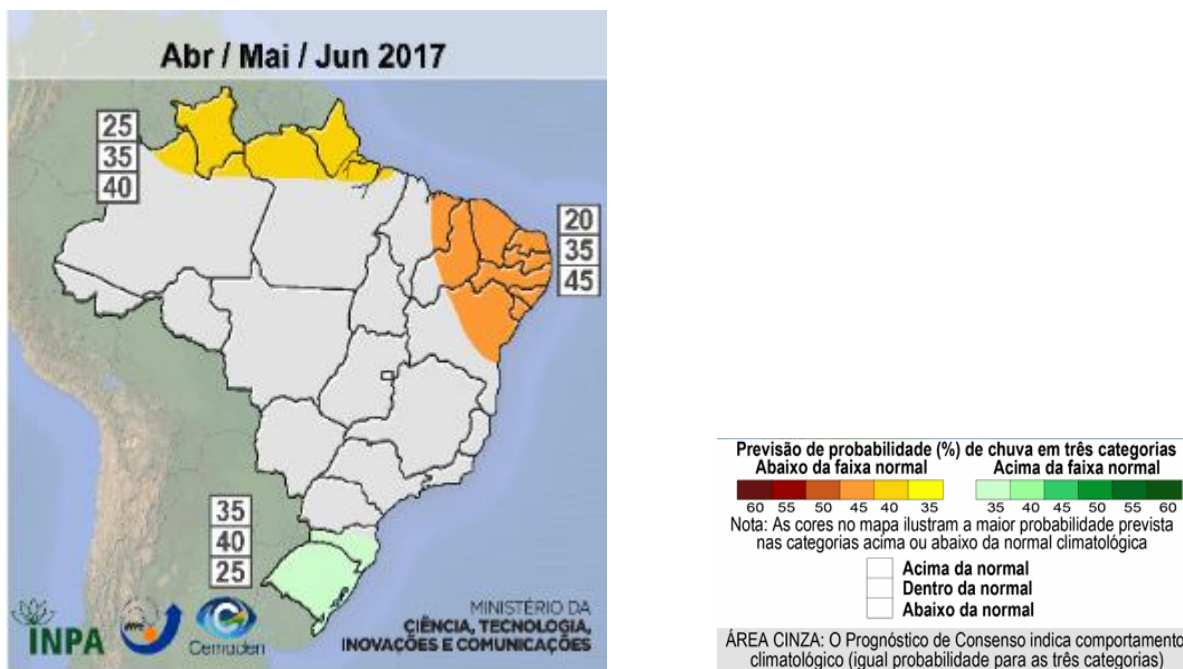 Abr / Mai / Jun 2017
25
35
40
20
35
45
35
40
25
INPA
Cemaden
MINISTÉRIO DA
CIÊNCIA, TECNOLOGIA,
INOVAÇÕES E COMUNICAÇÕES
Previsão de probabilidade (%) de chuva em três categorias
Abaixo da faixa normal Acima da faixa normal
60 55 50 45 40 35 35 40 45 50 55 60
Nota: As cores no mapa ilustram a maior probabilidade prevista
nas categorias acima ou abaixo da normal climatológica
Acima da normal
Dentro da normal
Abaixo da normal
ÁREA CINZA: O Prognóstico de Consenso indica comportamento
climatológico (igual probabilidade para as três categorias)